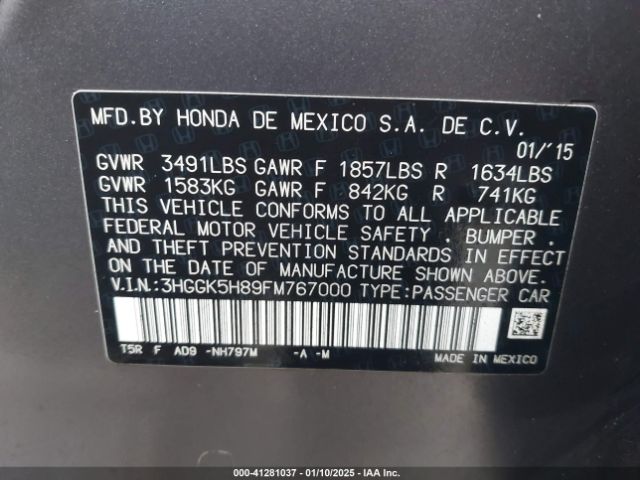 MFD.BY HONDA DE MEXICO S.A. DE C.V.
01/'15
GVWR 3491LBS GAWR F 1857LBS R 1634LBS
GVWR 1583KG GAWR F 842KG R 741KG
THIS VEHICLE CONFORMS TO ALL APPLICABLE
FEDERAL MOTOR VEHICLE SAFETY . BUMPER .
AND THEFT PREVENTION STANDARDS IN EFFECT
ON THE DATE OF MANUFACTURE SHOWN ABOVE.
V.I.N.:3HGGK5H89FM767000 TYPE:PASSENGER CAR
T5R F AD9 -NH797M -A -M MADE IN MEXICO
000-41281037 - 01/10/2025 - IAA Inc.